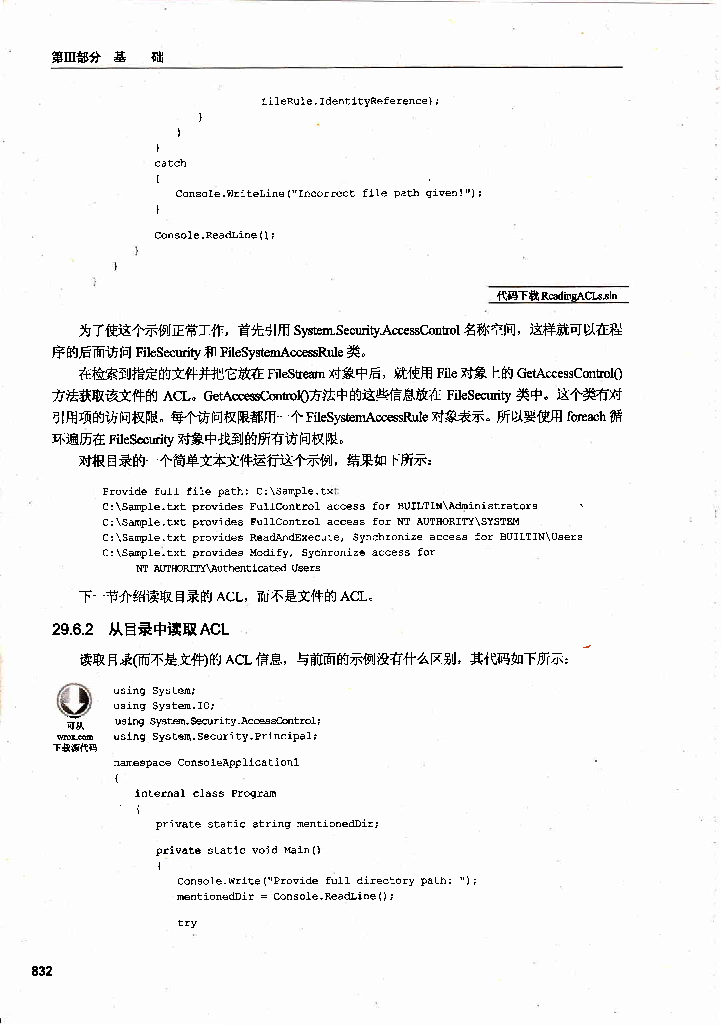 第III部分 基 础
fileRule.IdentityReference);
}
}
}
catch
{
Console.WriteLine("Incorrect file path given!");
}
Console.ReadLine();
}
}
}
代码下载 ReadingACLs.sln
为了使这个示例正常工作，首先引用 System.Security.AccessControl 名称空间，这样就可以在程
序的后面访问 FileSecurity 和 FileSystemAccessRule 类。
在检索到指定的文件并把它放在 FileStream 对象中后，就使用 File 对象上的 GetAccessControl()
方法获取该文件的 ACL。GetAccessControl()方法中的这些信息放在 FileSecurity 类中。这个类有对
引用项的访问权限。每个访问权限都用一个 FileSystemAccessRule 对象表示。所以要使用 foreach 循
环遍历在 FileSecurity 对象中找到的所有访问权限。
对根目录的一个简单文本文件运行这个示例，结果如下所示：
Provide full file path: C:\Sample.txt
C:\Sample.txt provides FullControl access for BUILTIN\Administrators
C:\Sample.txt provides FullControl access for NT AUTHORITY\SYSTEM
C:\Sample.txt provides ReadAndExecute, Synchronize access for BUILTIN\Users
C:\Sample.txt provides Modify, Sychronize access for
NT AUTHORITY\Authenticated Users
下一节介绍读取目录的 ACL，而不是文件的 ACL。
29.6.2 从目录中读取 ACL
读取目录(而不是文件)的 ACL 信息，与前面的示例没有什么区别，其代码如下所示：
可从
wrox.com
下载源代码
using System;
using System.IO;
using System.Security.AccessControl;
using System.Security.Principal;
namespace ConsoleApplication1
{
internal class Program
{
private static string mentionedDir;
private static void Main()
{
Console.Write("Provide full directory path: ");
mentionedDir = Console.ReadLine();
try
832